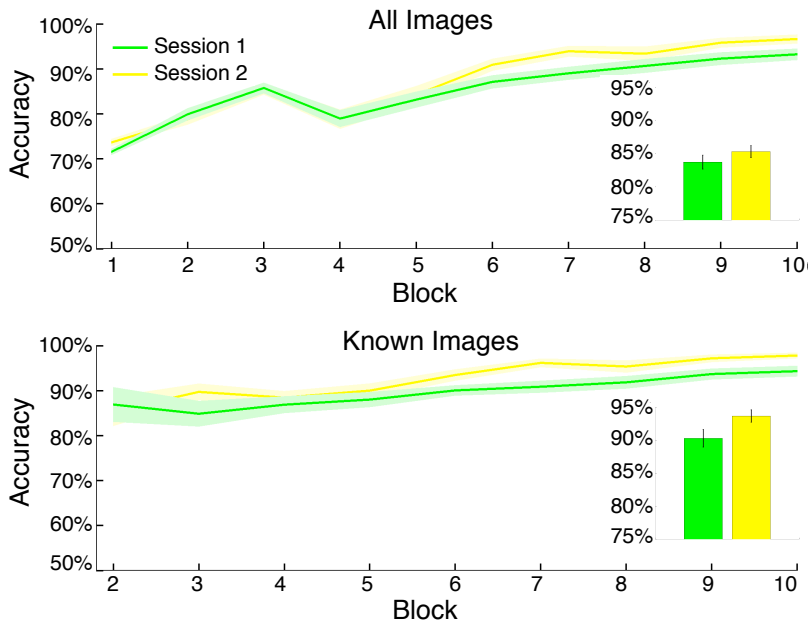 All Images
100%
90%
80%
70%
60%
50%
Accuracy
Session 1
Session 2
95%
90%
85%
80%
75%
1 2 3 4 5 6 7 8 9 10
Block
Known Images
100%
90%
80%
70%
60%
50%
Accuracy
95%
90%
85%
80%
75%
2 3 4 5 6 7 8 9 10
Block